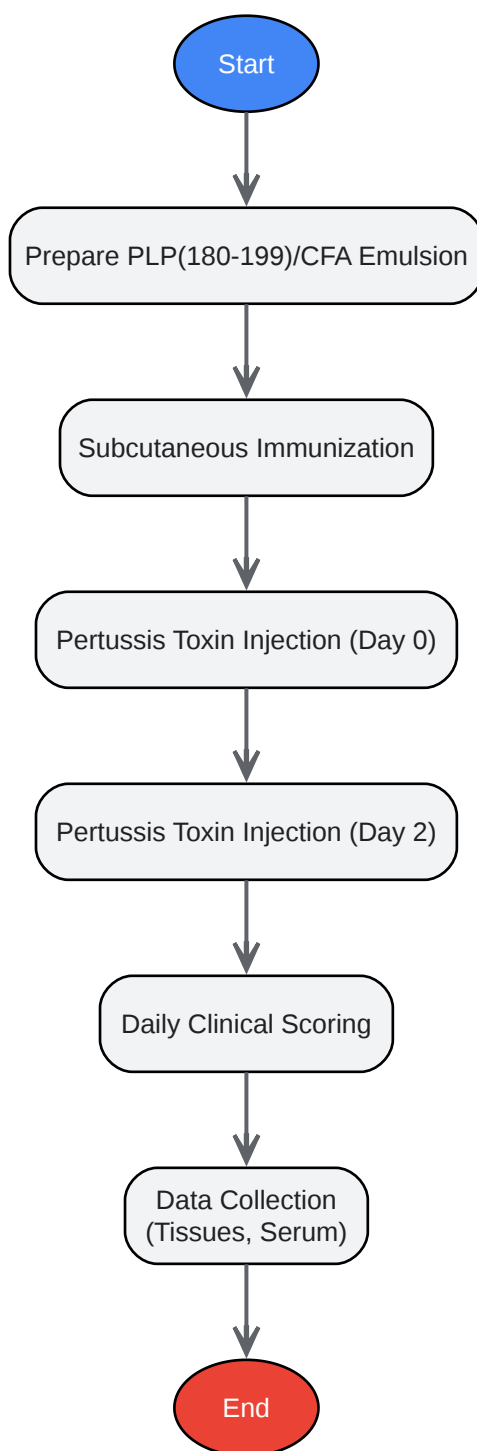 Start
Prepare PLP(180-199)/CFA Emulsion
Subcutaneous Immunization
Pertussis Toxin Injection (Day 0)
Pertussis Toxin Injection (Day 2)
Daily Clinical Scoring
Data Collection
(Tissues, Serum)
End